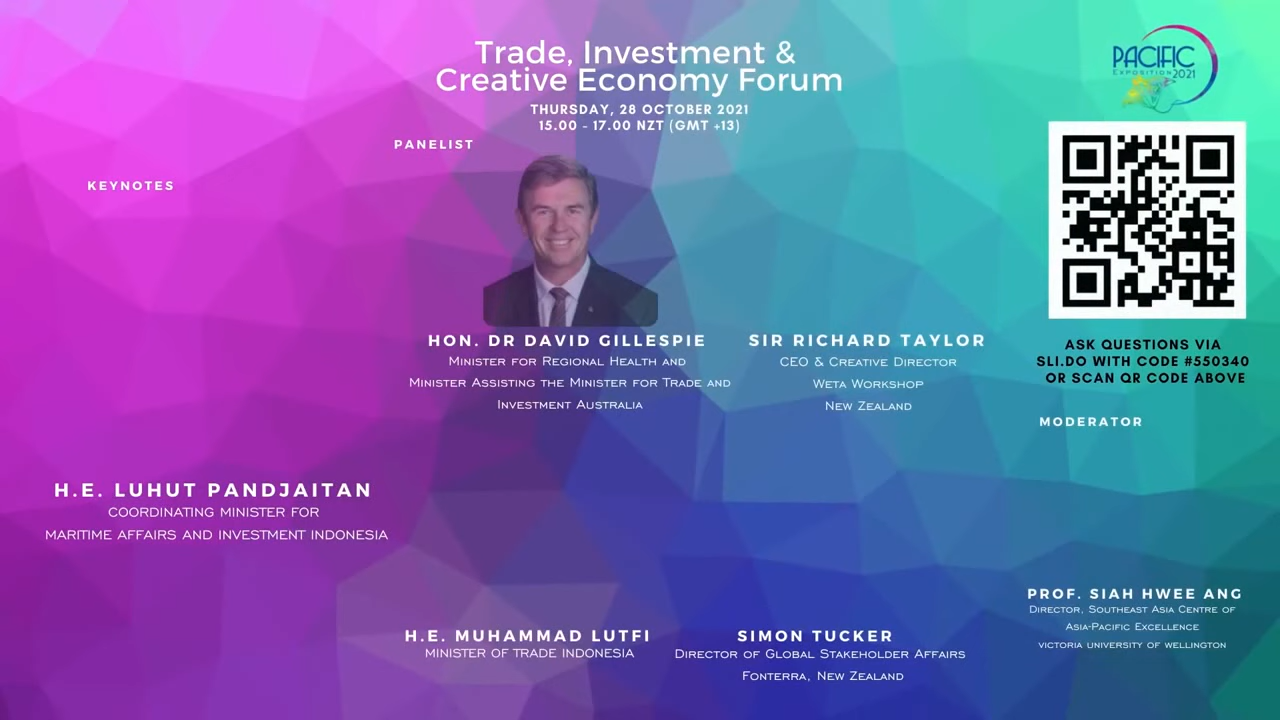 Trade, Investment &
Creative Economy Forum
THURSDAY, 28 OCTOBER 2021
15.00 - 17.00 NZT (GMT +13)
PACIFIC
EXPOSITION 2021
PANELIST
KEYNOTES
HON. DR DAVID GILLESPIE
MINISTER FOR REGIONAL HEALTH AND
MINISTER ASSISTING THE MINISTER FOR TRADE AND
INVESTMENT AUSTRALIA
SIR RICHARD TAYLOR
CEO & CREATIVE DIRECTOR
WETA WORKSHOP
NEW ZEALAND
ASK QUESTIONS VIA
SLI.DO WITH CODE #550340
OR SCAN QR CODE ABOVE
MODERATOR
H.E. LUHUT PANDJAITAN
COORDINATING MINISTER FOR
MARITIME AFFAIRS AND INVESTMENT INDONESIA
H.E. MUHAMMAD LUTFI
MINISTER OF TRADE INDONESIA
SIMON TUCKER
DIRECTOR OF GLOBAL STAKEHOLDER AFFAIRS
FONTERRA, NEW ZEALAND
PROF. SIAH HWEE ANG
DIRECTOR, SOUTHEAST ASIA CENTRE OF
ASIA-PACIFIC EXCELLENCE
VICTORIA UNIVERSITY OF WELLINGTON